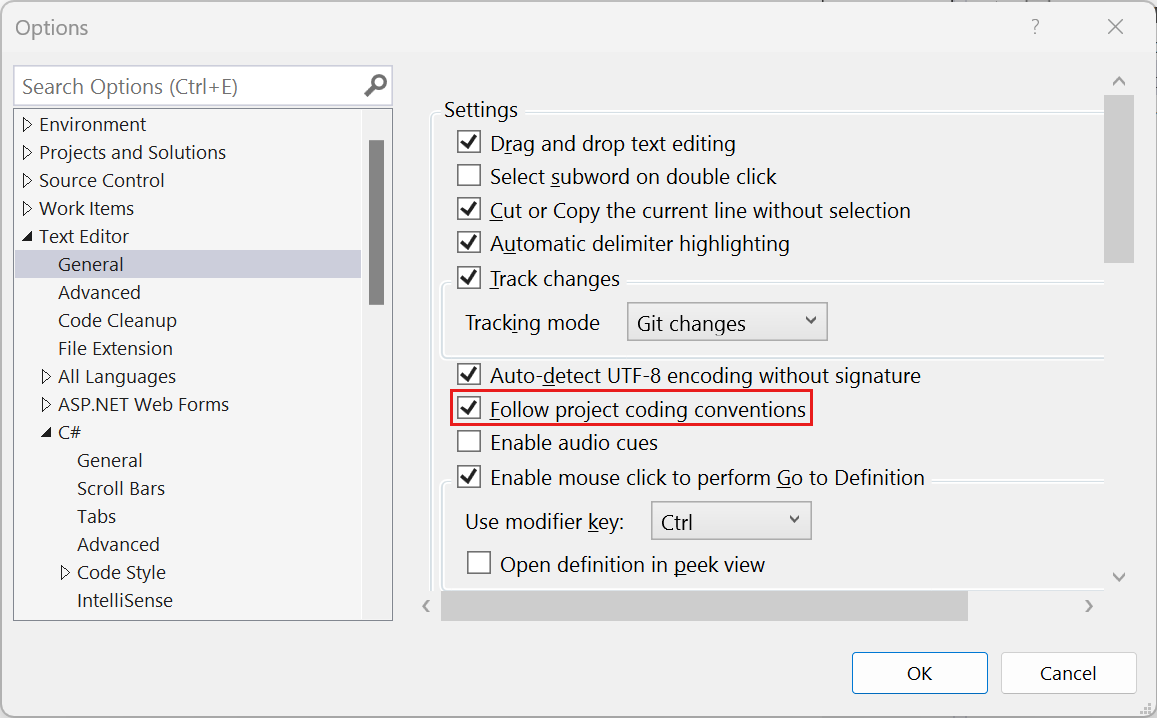 Options
?
Search Options (Ctrl+E)
Environment
Projects and Solutions
Source Control
Work Items
Text Editor
General
Advanced
Code Cleanup
File Extension
All Languages
ASP.NET Web Forms
C#
General
Scroll Bars
Tabs
Advanced
Code Style
IntelliSense
Settings
Drag and drop text editing
Select subword on double click
Cut or Copy the current line without selection
Automatic delimiter highlighting
Track changes
Tracking mode Git changes
Auto-detect UTF-8 encoding without signature
Follow project coding conventions
Enable audio cues
Enable mouse click to perform Go to Definition
Use modifier key: Ctrl
Open definition in peek view
OK Cancel